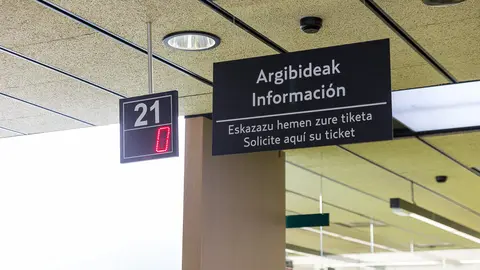 21
0
Argibideak
Información
Eskazazu hemen zure tiketa
Solicite aquí su ticket